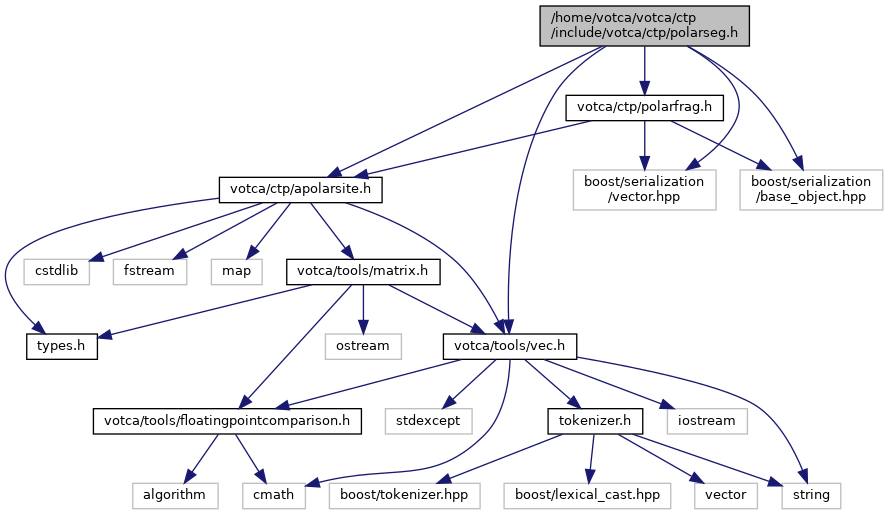 /home/votca/votca/ctp
/include/votca/ctp/polarseg.h
votca/ctp/polarfrag.h
votca/ctp/apolarsite.h
boost/serialization
/vector.hpp
boost/serialization
/base_object.hpp
cstdlib
fstream
map
votca/tools/matrix.h
types.h
ostream
votca/tools/vec.h
votca/tools/floatingpointcomparison.h
stdexcept
tokenizer.h
iostream
algorithm
cmath
boost/tokenizer.hpp
boost/lexical_cast.hpp
vector
string